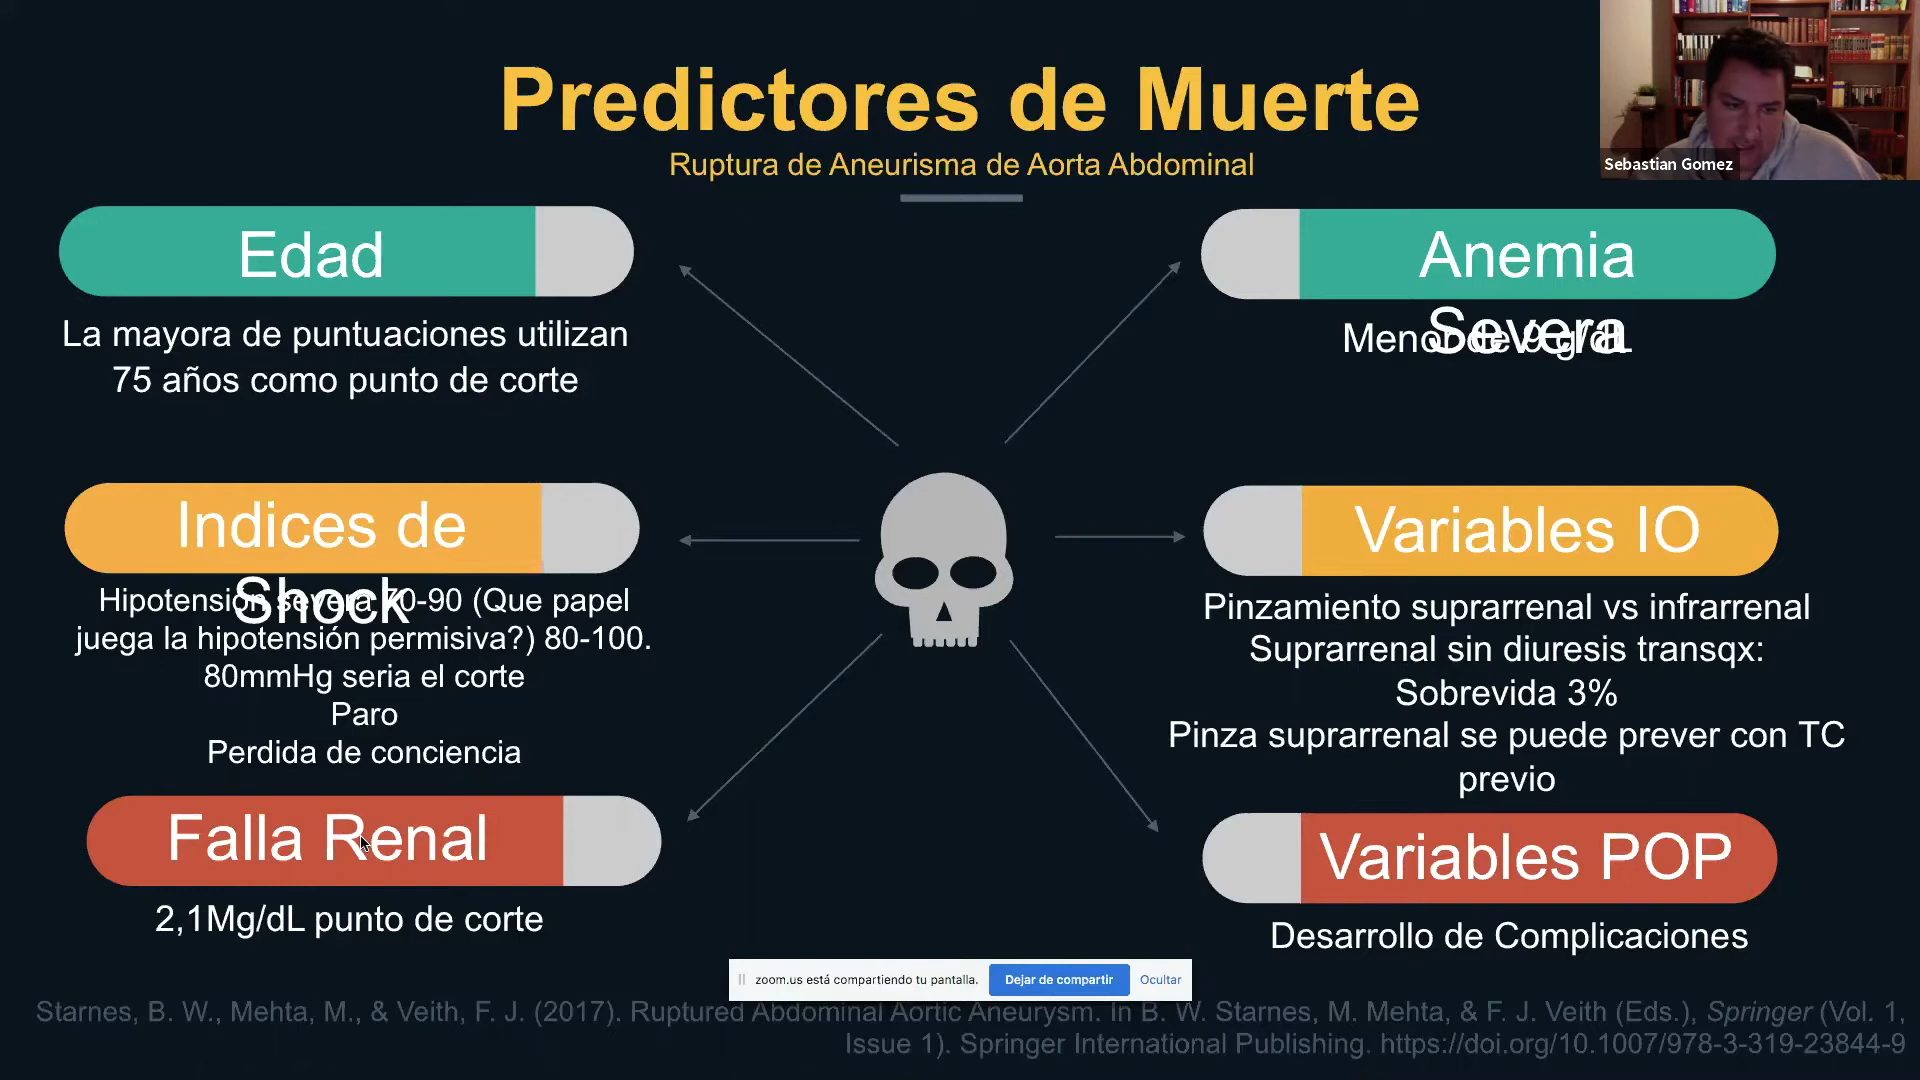 Predictores de Muerte
Ruptura de Aneurisma de Aorta Abdominal
Sebastian Gomez
Edad
La mayora de puntuaciones utilizan
75 años como punto de corte
Anemia
Severa
Menor de 9 g/dL
Indices de
Shock
Hipotension severa 70-90 (Que papel
juega la hipotensión permisiva?) 80-100.
80mmHg seria el corte
Paro
Perdida de conciencia
Variables IO
Pinzamiento suprarrenal vs infrarrenal
Suprarrenal sin diuresis transqx:
Sobrevida 3%
Pinza suprarrenal se puede prever con TC
previo
Falla Renal
2,1Mg/dL punto de corte
Variables POP
Desarrollo de Complicaciones
zoom.us está compartiendo tu pantalla. Dejar de compartir Ocultar
Starnes, B. W., Mehta, M., & Veith, F. J. (2017). Ruptured Abdominal Aortic Aneurysm. In B. W. Starnes, M. Mehta, & F. J. Veith (Eds.), Springer (Vol. 1,
Issue 1). Springer International Publishing. https://doi.org/10.1007/978-3-319-23844-9